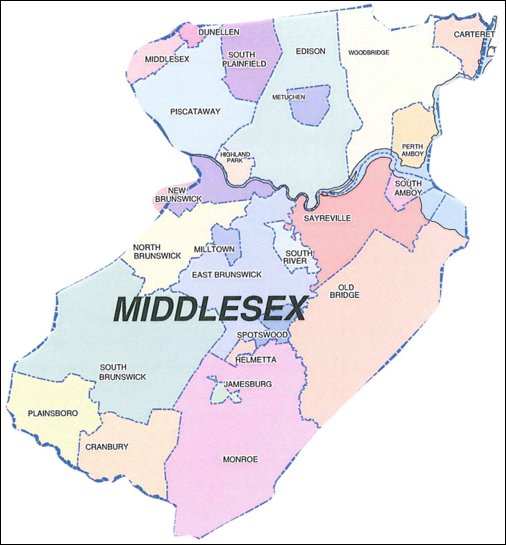 DUNELLEN
CARTERET
MIDDLESEX
SOUTH
PLAINFIELD
EDISON
WOODBRIDGE
METUCHEN
PISCATAWAY
PERTH
AMBOY
HIGHLAND
PARK
NEW
BRUNSWICK
SOUTH
AMBOY
SAYREVILLE
NORTH
BRUNSWICK
MILLTOWN
SOUTH
RIVER
EAST BRUNSWICK
OLD
BRIDGE
MIDDLESEX
SPOTSWOOD
HELMETTA
SOUTH
BRUNSWICK
JAMESBURG
PLAINSBORO
CRANBURY
MONROE